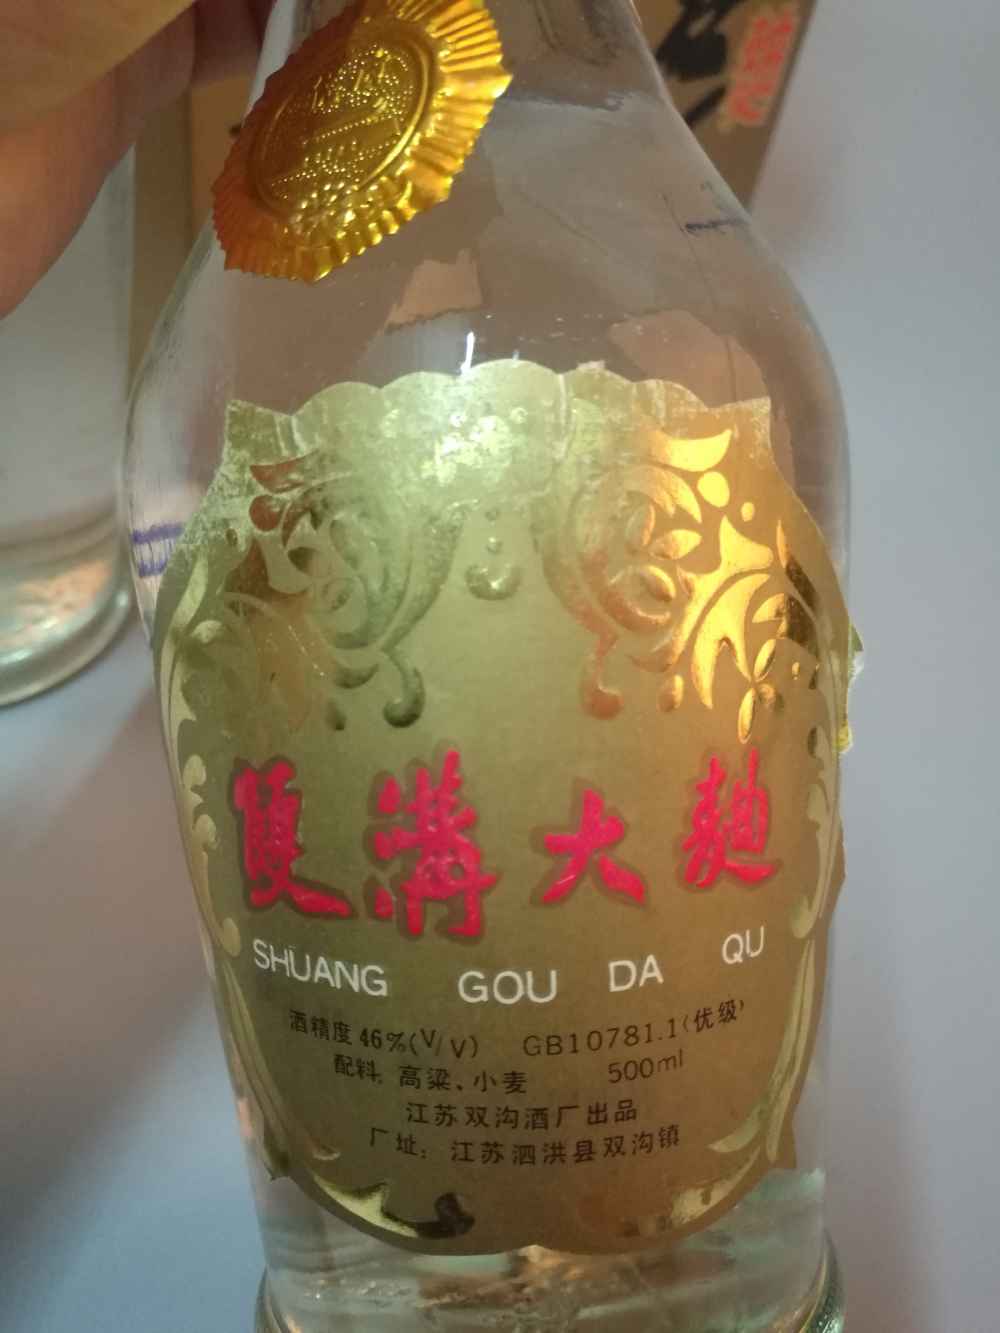 雙溝大麯
SHUANG GOU DA QU
酒精度 46%(V/V) GB10781.1(优级)
配料: 高粱、小麦 500ml
江苏双沟酒厂出品
厂址: 江苏泗洪县双沟镇